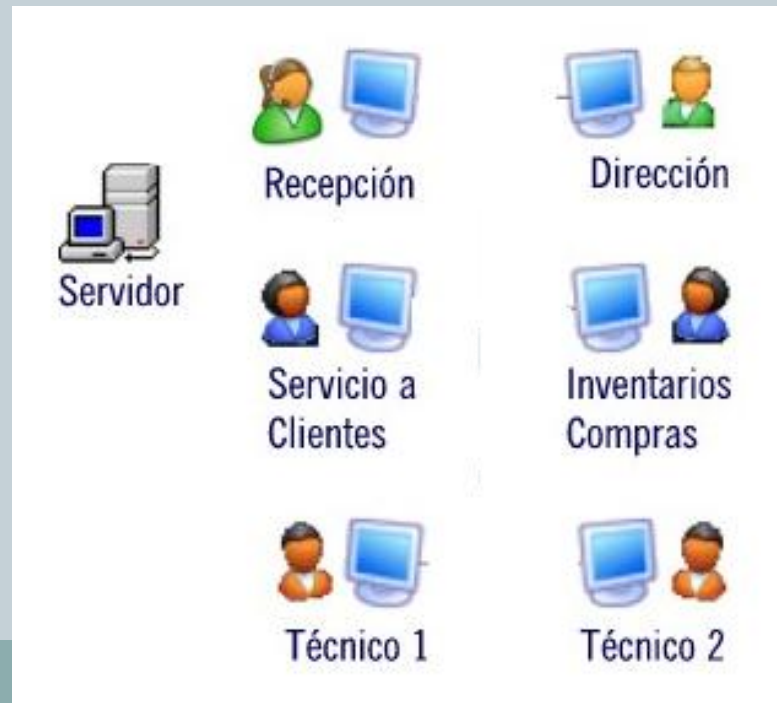 Recepción
Dirección
Servidor
Servicio a
Clientes
Inventarios
Compras
Técnico 1
Técnico 2